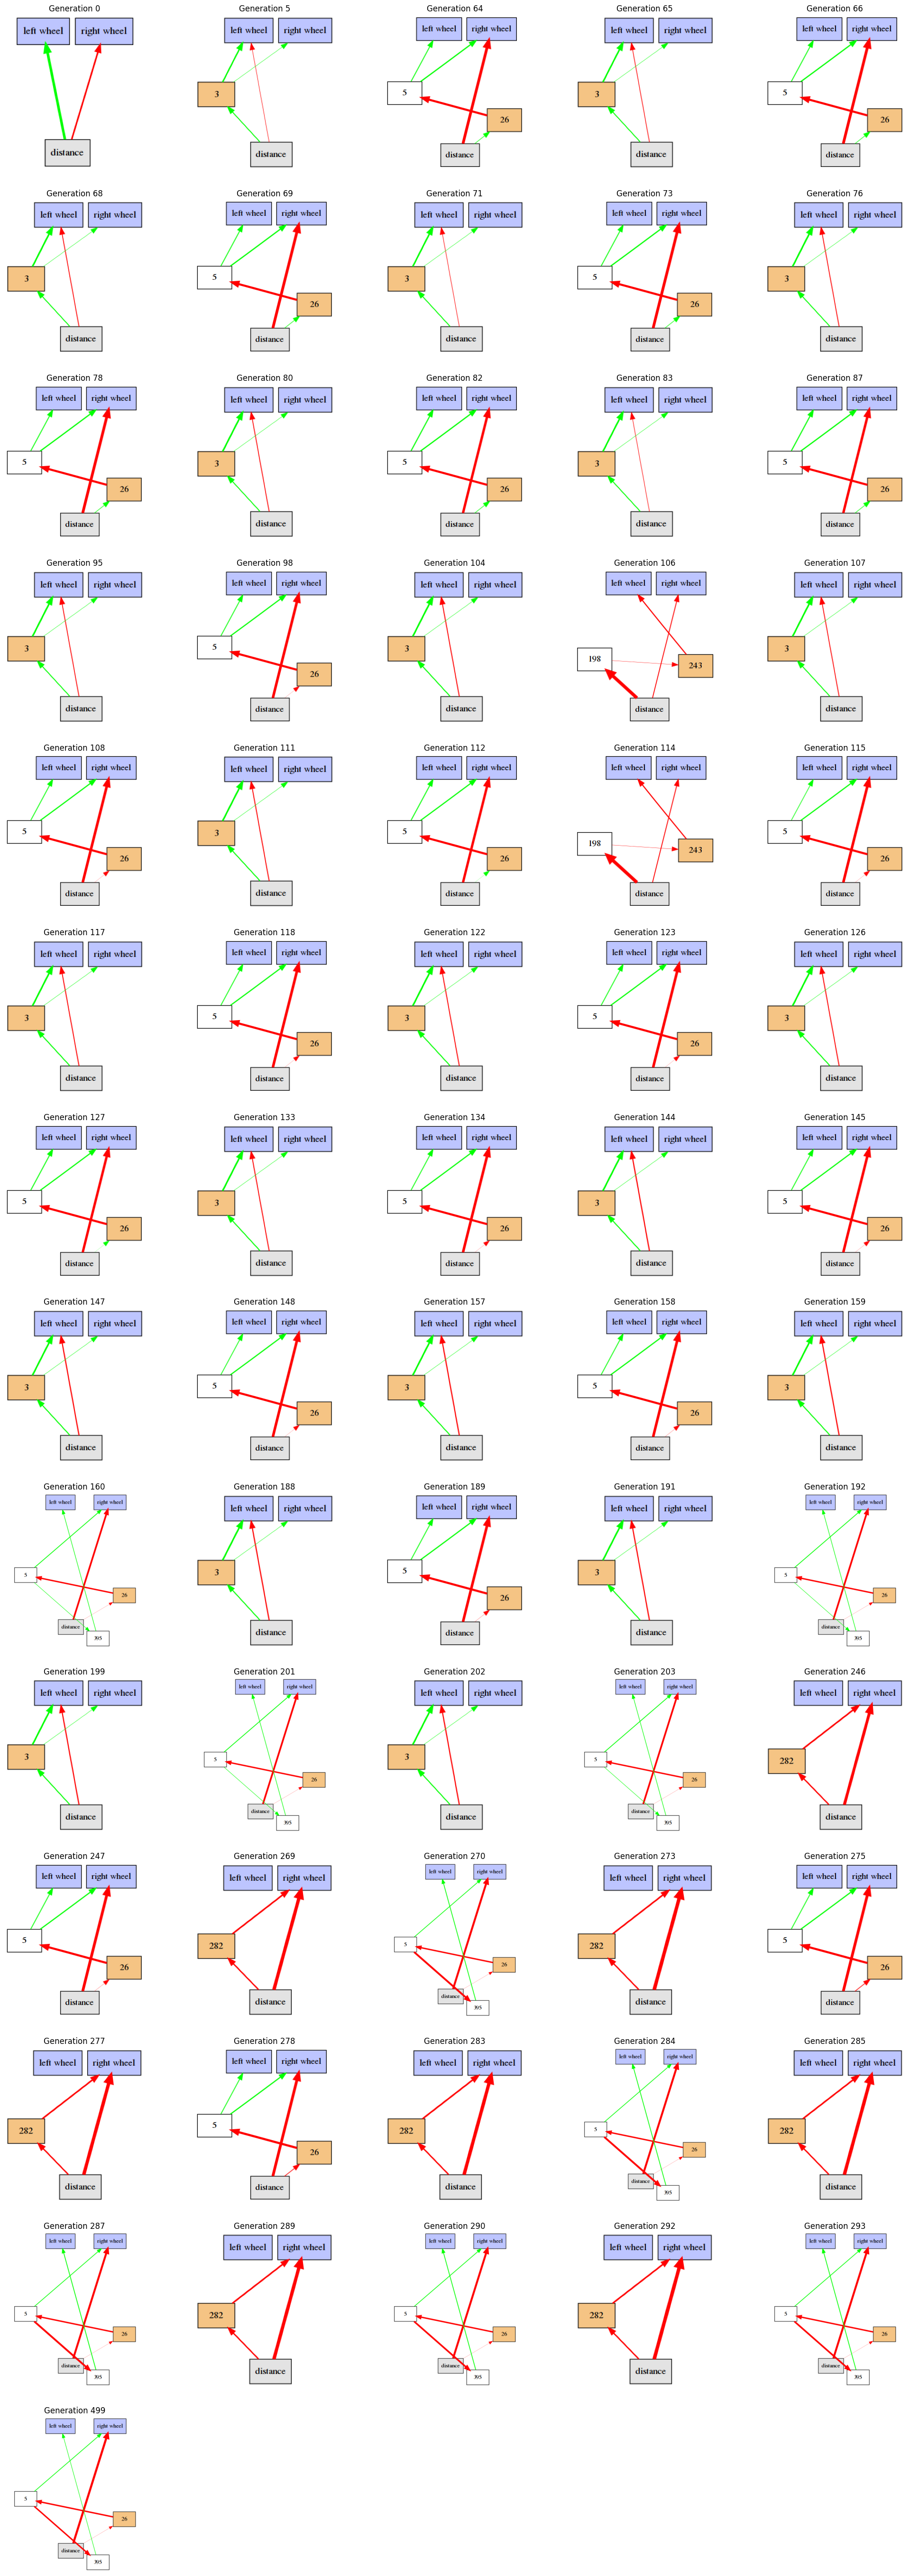 Generation 0
left wheel right wheel
distance
Generation 5
left wheel right wheel
3
distance
Generation 64
left wheel right wheel
5
26
distance
Generation 65
left wheel right wheel
3
distance
Generation 66
left wheel right wheel
5
26
distance
Generation 68
left wheel right wheel
3
distance
Generation 69
left wheel right wheel
5
26
distance
Generation 71
left wheel right wheel
3
distance
Generation 73
left wheel right wheel
5
26
distance
Generation 76
left wheel right wheel
3
distance
Generation 78
left wheel right wheel
5
26
distance
Generation 80
left wheel right wheel
3
distance
Generation 82
left wheel right wheel
5
26
distance
Generation 83
left wheel right wheel
3
distance
Generation 87
left wheel right wheel
5
26
distance
Generation 95
left wheel right wheel
3
distance
Generation 98
left wheel right wheel
5
26
distance
Generation 104
left wheel right wheel
3
distance
Generation 106
left wheel right wheel
198
243
distance
Generation 107
left wheel right wheel
3
distance
Generation 108
left wheel right wheel
5
26
distance
Generation 111
left wheel right wheel
3
distance
Generation 112
left wheel right wheel
5
26
distance
Generation 114
left wheel right wheel
198
243
distance
Generation 115
left wheel right wheel
5
26
distance
Generation 117
left wheel right wheel
3
distance
Generation 118
left wheel right wheel
5
26
distance
Generation 122
left wheel right wheel
3
distance
Generation 123
left wheel right wheel
5
26
distance
Generation 126
left wheel right wheel
3
distance
Generation 127
left wheel right wheel
5
26
distance
Generation 133
left wheel right wheel
3
distance
Generation 134
left wheel right wheel
5
26
distance
Generation 144
left wheel right wheel
3
distance
Generation 145
left wheel right wheel
5
26
distance
Generation 147
left wheel right wheel
3
distance
Generation 148
left wheel right wheel
5
26
distance
Generation 157
left wheel right wheel
3
distance
Generation 158
left wheel right wheel
5
26
distance
Generation 159
left wheel right wheel
3
distance
Generation 160
left wheel right wheel
5
26
distance
Generation 188
left wheel right wheel
3
distance
Generation 189
left wheel right wheel
5
26
distance
Generation 191
left wheel right wheel
3
distance
Generation 192
left wheel right wheel
5
26
distance
Generation 199
left wheel right wheel
3
distance
Generation 201
left wheel right wheel
5
26
distance
Generation 202
left wheel right wheel
3
distance
Generation 203
left wheel right wheel
5
26
distance
Generation 246
left wheel right wheel
282
distance
Generation 247
left wheel right wheel
5
26
distance
Generation 269
left wheel right wheel
282
distance
Generation 270
left wheel right wheel
5
26
distance
Generation 273
left wheel right wheel
282
distance
Generation 275
left wheel right wheel
5
26
distance
Generation 277
left wheel right wheel
282
distance
Generation 278
left wheel right wheel
5
26
distance
Generation 283
left wheel right wheel
282
distance
Generation 284
left wheel right wheel
5
26
distance
Generation 285
left wheel right wheel
282
distance
Generation 287
left wheel right wheel
5
26
distance
Generation 289
left wheel right wheel
282
distance
Generation 290
left wheel right wheel
5
26
distance
Generation 292
left wheel right wheel
282
distance
Generation 293
left wheel right wheel
5
26
distance
Generation 499
left wheel right wheel
5
26
distance